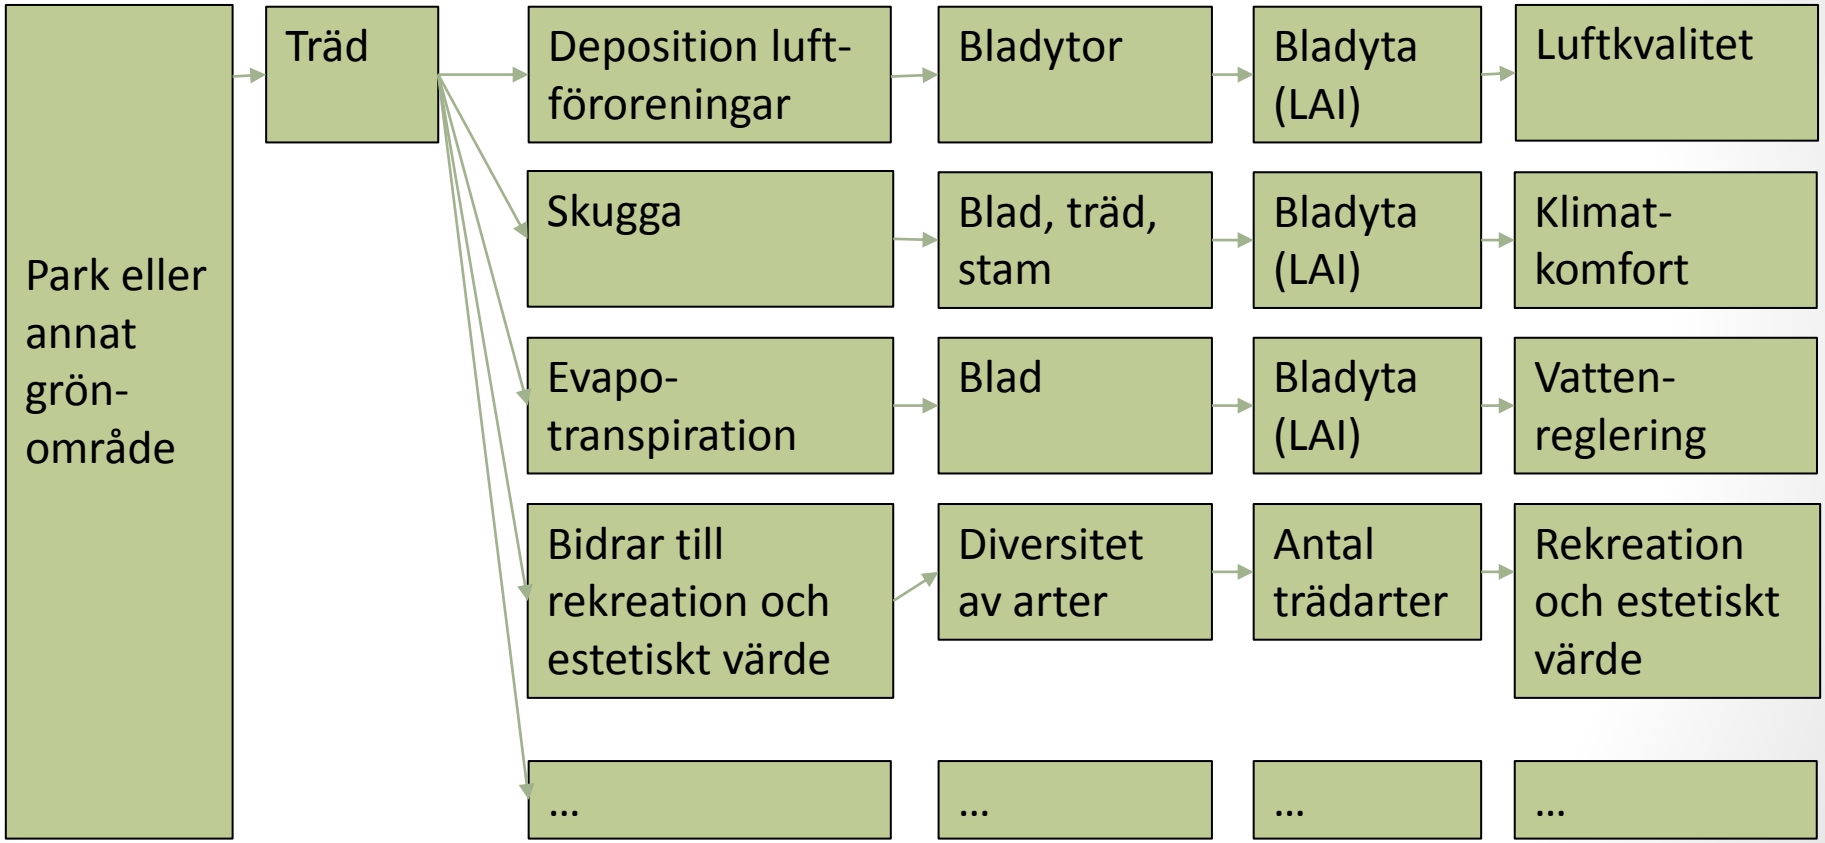 Park eller
annat
grön-
område
Träd
Deposition luft-
föroreningar
Bladytor
Bladyta
(LAI)
Luftkvalitet
Skugga
Blad, träd,
stam
Bladyta
(LAI)
Klimat-
komfort
Evapo-
transpiration
Blad
Bladyta
(LAI)
Vatten-
reglering
Bidrar till
rekreation och
estetiskt värde
Diversitet
av arter
Antal
trädarter
Rekreation
och estetiskt
värde
...
...
...
...